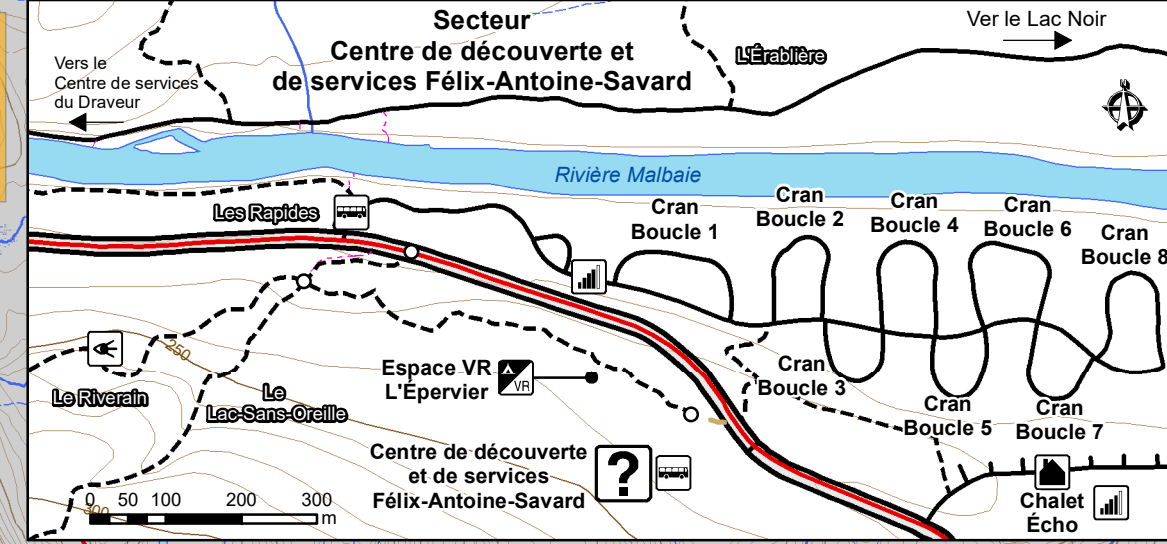 Secteur
Centre de découverte et
de services Félix-Antoine-Savard
Ver le Lac Noir
L'Érablière
Vers le
Centre de services
du Draveur
Rivière Malbaie
Les Rapides
Cran
Boucle 1
Cran
Boucle 2
Cran
Boucle 4
Cran
Boucle 6
Cran
Boucle 8
250
Le Riverain
Le
Lac-Sans-Oreille
Espace VR
L'Épervier
VR
Cran
Boucle 3
Cran
Boucle 5
Cran
Boucle 7
Centre de découverte
et de services
Félix-Antoine-Savard
?
Chalet
Écho
0 50 100 200 300
m
300